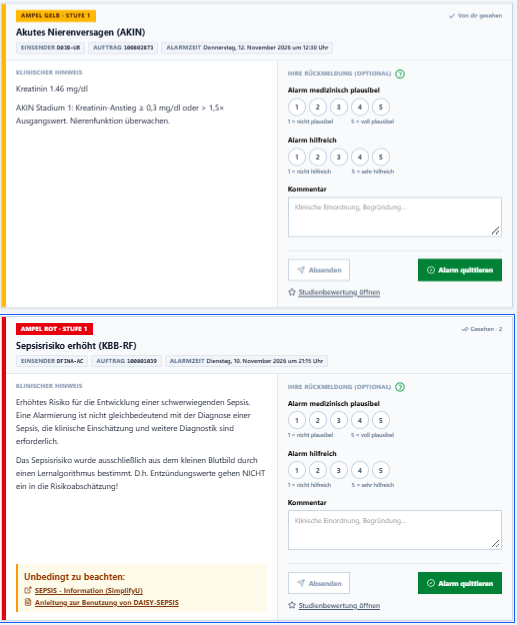 AMPEL GELB · STUFE 1
Von dir gesehen
Akutes Nierenversagen (AKIN)
EINSENDER D03B-UR AUFTRAG 100802873 ALARMZEIT Donnerstag, 12. November 2026 um 12:30 Uhr
KLINISCHER HINWEIS
Kreatinin 1.46 mg/dl
AKIN Stadium 1: Kreatinin-Anstieg ≥ 0,3 mg/dl oder > 1,5×
Ausgangswert. Nierenfunktion überwachen.
IHRE RÜCKMELDUNG (OPTIONAL) ?
Alarm medizinisch plausibel
1 2 3 4 5
1 = nicht plausibel 5 = voll plausibel
Alarm hilfreich
1 2 3 4 5
1 = nicht hilfreich 5 = sehr hilfreich
Kommentar
Klinische Einordnung, Begründung...
Absenden Alarm quittieren
Studienbewertung öffnen
AMPEL ROT · STUFE 1
Gesehen · 2
Sepsisrisiko erhöht (KBB-RF)
EINSENDER DFINA-AC AUFTRAG 100801039 ALARMZEIT Dienstag, 10. November 2026 um 21:15 Uhr
KLINISCHER HINWEIS
Erhöhtes Risiko für die Entwicklung einer schwerwiegenden Sepsis.
Eine Alarmierung ist nicht gleichbedeutend mit der Diagnose einer
Sepsis, die klinische Einschätzung und weitere Diagnostik sind
erforderlich.
Das Sepsisrisiko wurde ausschließlich aus dem kleinen Blutbild durch
einen Lernalgorithmus bestimmt. D.h. Entzündungswerte gehen NICHT
ein in die Risikoabschätzung!
Unbedingt zu beachten:
SEPSIS - Information (SimplifyU)
Anleitung zur Benutzung von DAISY-SEPSIS
IHRE RÜCKMELDUNG (OPTIONAL) ?
Alarm medizinisch plausibel
1 2 3 4 5
1 = nicht plausibel 5 = voll plausibel
Alarm hilfreich
1 2 3 4 5
1 = nicht hilfreich 5 = sehr hilfreich
Kommentar
Klinische Einordnung, Begründung...
Absenden Alarm quittieren
Studienbewertung öffnen